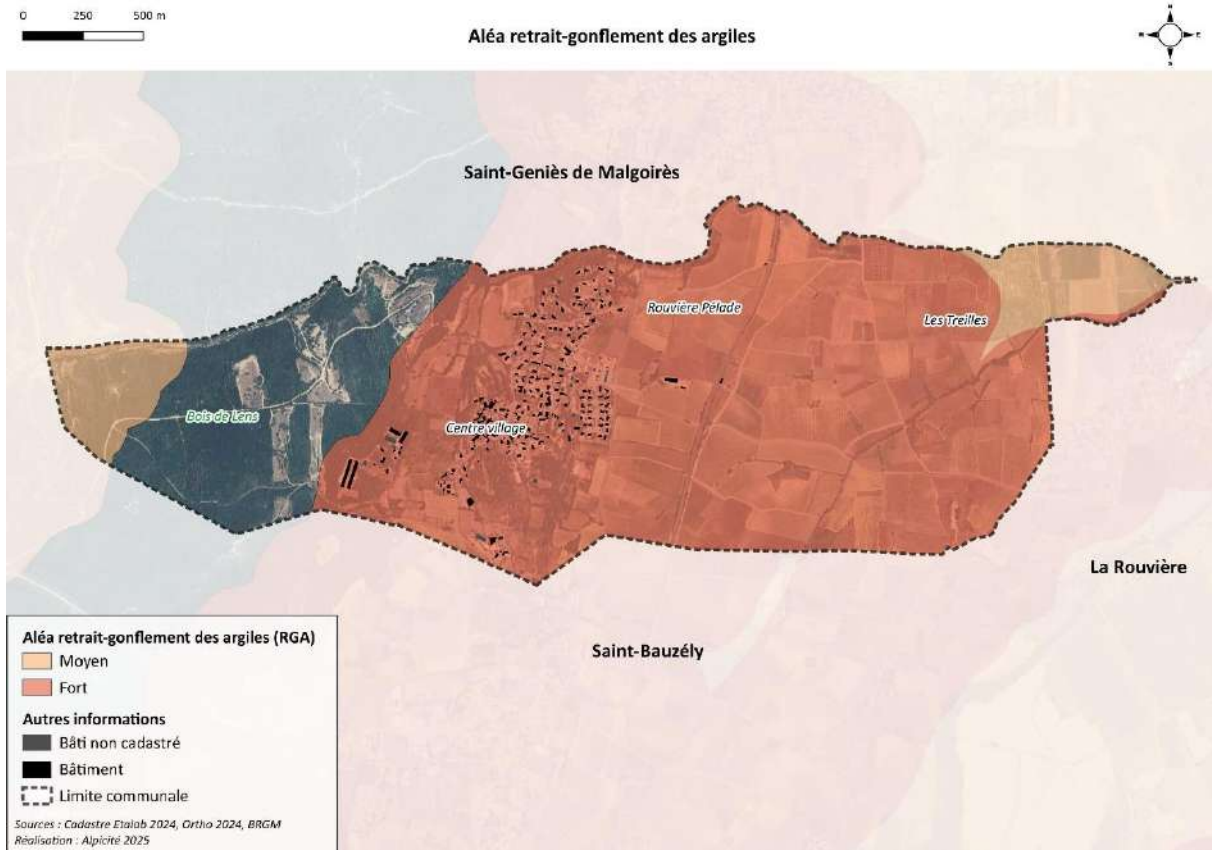 0 250 500 m
Aléa retrait-gonflement des argiles
N
E
S
Saint-Geniès de Malgoirès
Rouvière Pélade
Les Treilles
Bois de Lens
Centre village
La Rouvière
Saint-Bauzély
Aléa retrait-gonflement des argiles (RGA)
Moyen
Fort
Autres informations
Bâti non cadastré
Bâtiment
Limite communale
Sources : Cadastre Etalab 2024, Ortho 2024, BRGM
Réalisation : Alpicité 2025